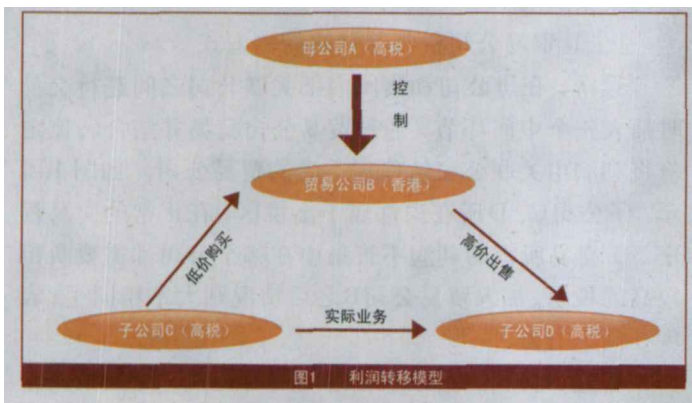 母公司A（高税）
控
制
贸易公司B（香港）
低价购买
高价出售
子公司C（高税）
实际业务
子公司D（高税）
图1 利润转移模型